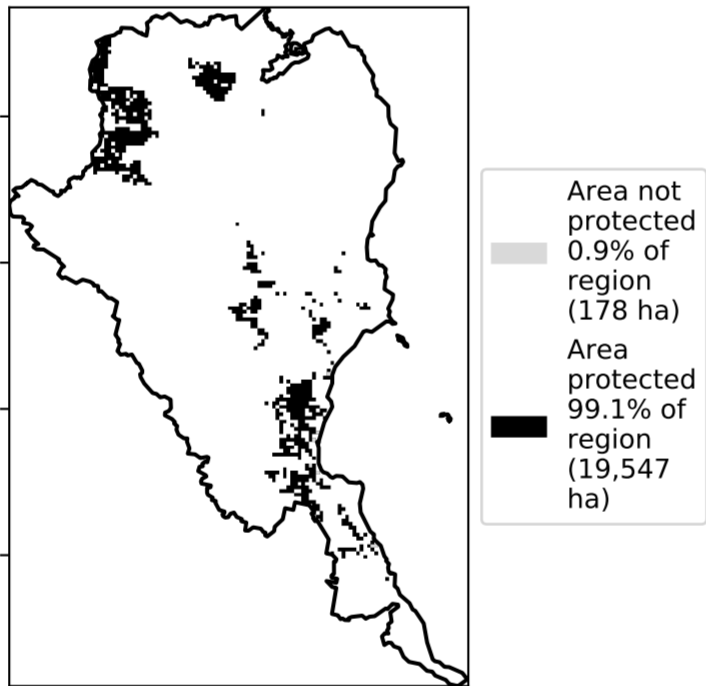 Area not
protected
0.9% of
region
(178 ha)
Area
protected
99.1% of
region
(19,547
ha)